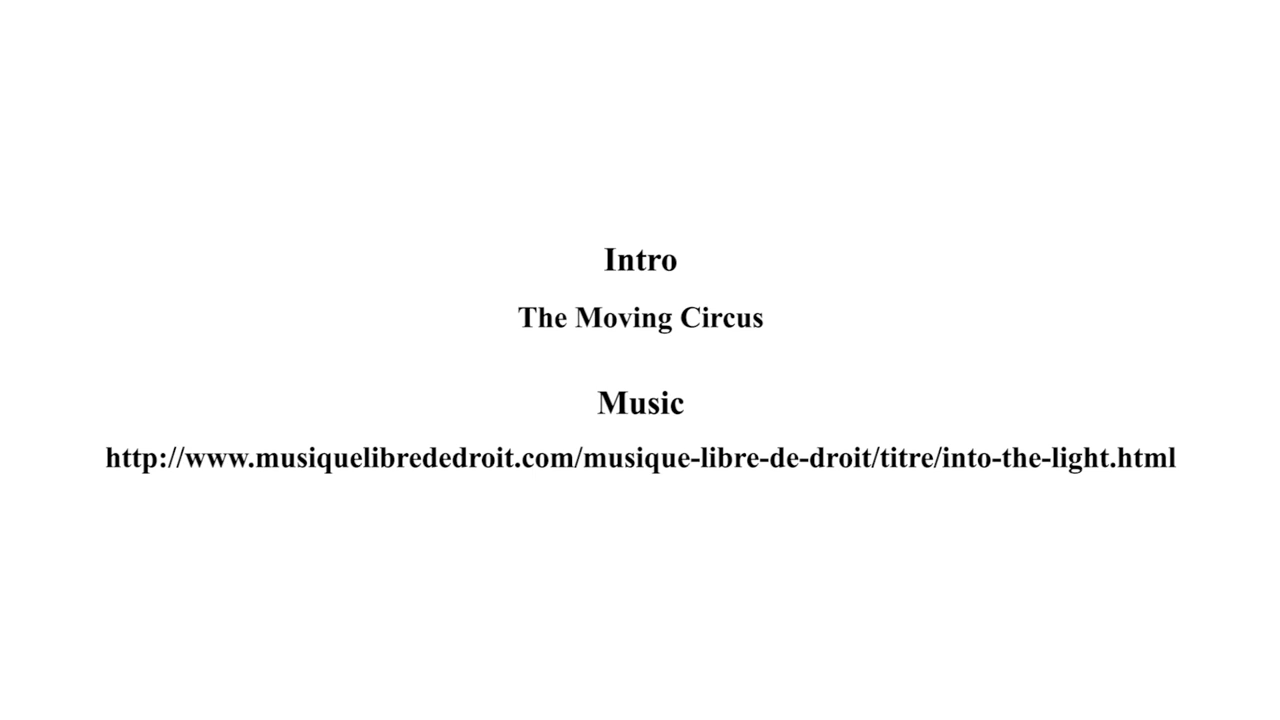 Intro
The Moving Circus
Music
http://www.musiquelibrededroit.com/musique-libre-de-droit/titre/into-the-light.html